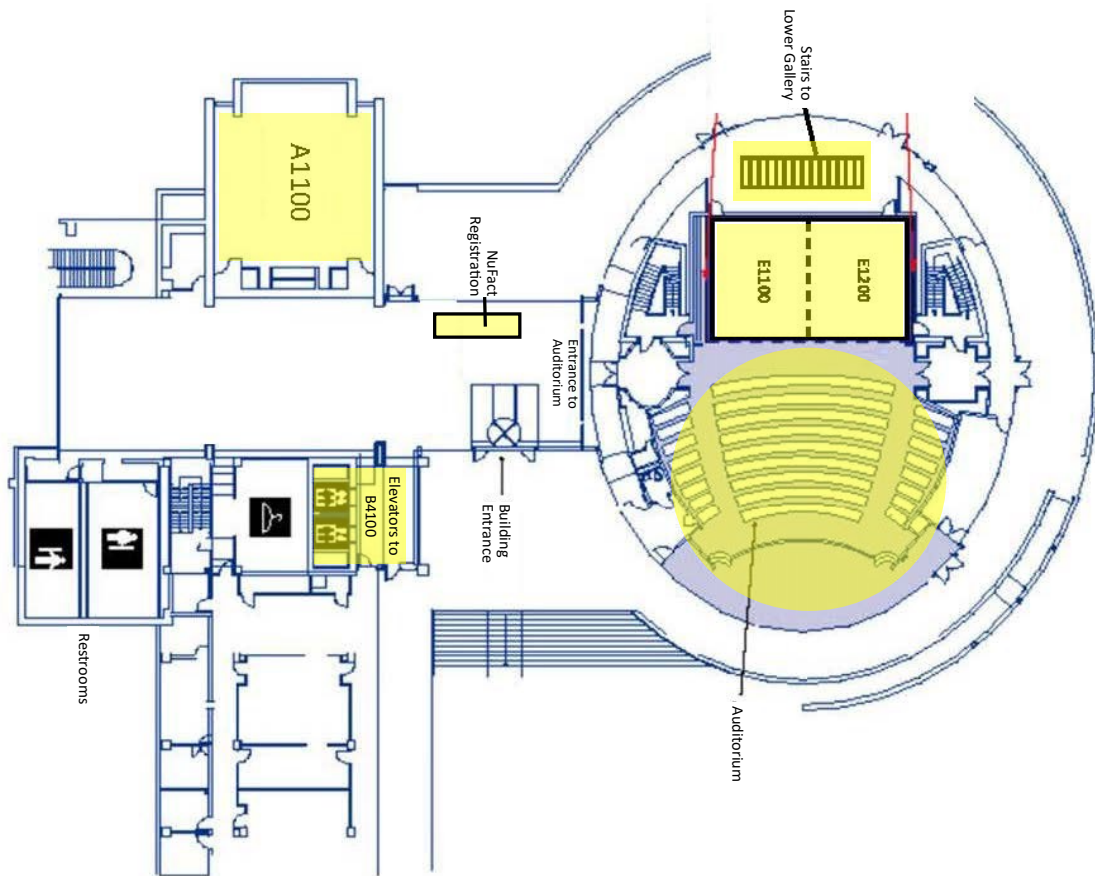 Stairs to
Lower Gallery
A1100
NuFact
Registration
E1100
E1200
Entrance to
Auditorium
Elevators to
B4100
Building
Entrance
Restrooms
Auditorium